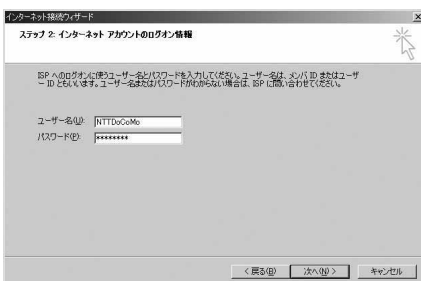 インターネット接続ウィザード
ステップ 2: インターネット アカウントのログオン情報
ISP へのログオンに使うユーザー名とパスワードを入力してください。ユーザー名は、メンバ ID またはユーザ
ー ID ともいいます。ユーザー名またはパスワードがわからない場合は、ISP に問い合わせてください。
ユーザー名(U): NTTDoCoMo
パスワード(P): ********
< 戻る(B) 次へ(N) > キャンセル